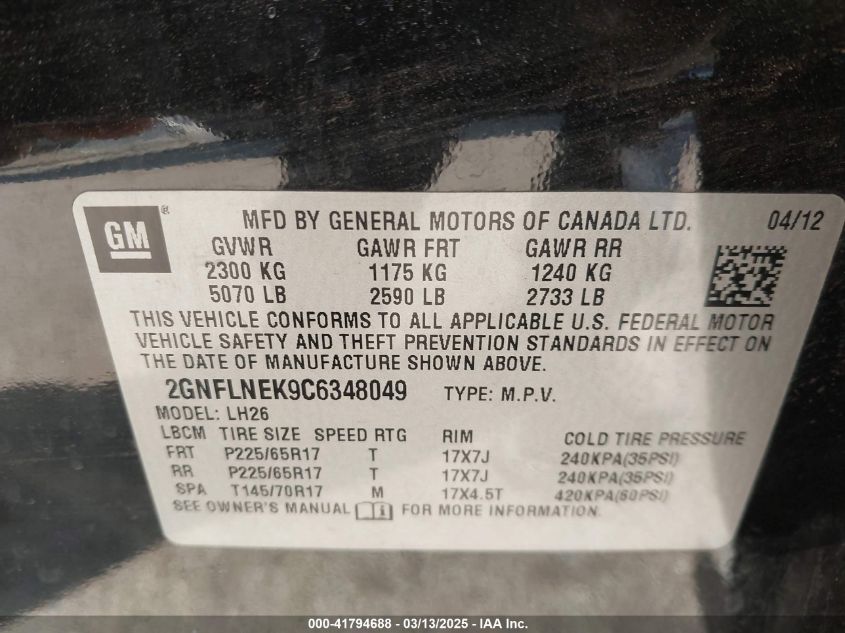 GM ® MFD BY GENERAL MOTORS OF CANADA LTD. 04/12
GVWR GAWR FRT GAWR RR
2300 KG 1175 KG 1240 KG
5070 LB 2590 LB 2733 LB
THIS VEHICLE CONFORMS TO ALL APPLICABLE U.S. FEDERAL MOTOR
VEHICLE SAFETY AND THEFT PREVENTION STANDARDS IN EFFECT ON
THE DATE OF MANUFACTURE SHOWN ABOVE.
2GNFLNEK9C6348049 TYPE: M.P.V.
MODEL: LH26
LBCM TIRE SIZE SPEED RTG RIM COLD TIRE PRESSURE
FRT P225/65R17 T 17X7J 240KPA(35PSI)
RR P225/65R17 T 17X7J 240KPA(35PSI)
SPA T145/70R17 M 17X4.5T 420KPA(60PSI)
SEE OWNER'S MANUAL FOR MORE INFORMATION.
000-41794688 - 03/13/2025 - IAA Inc.